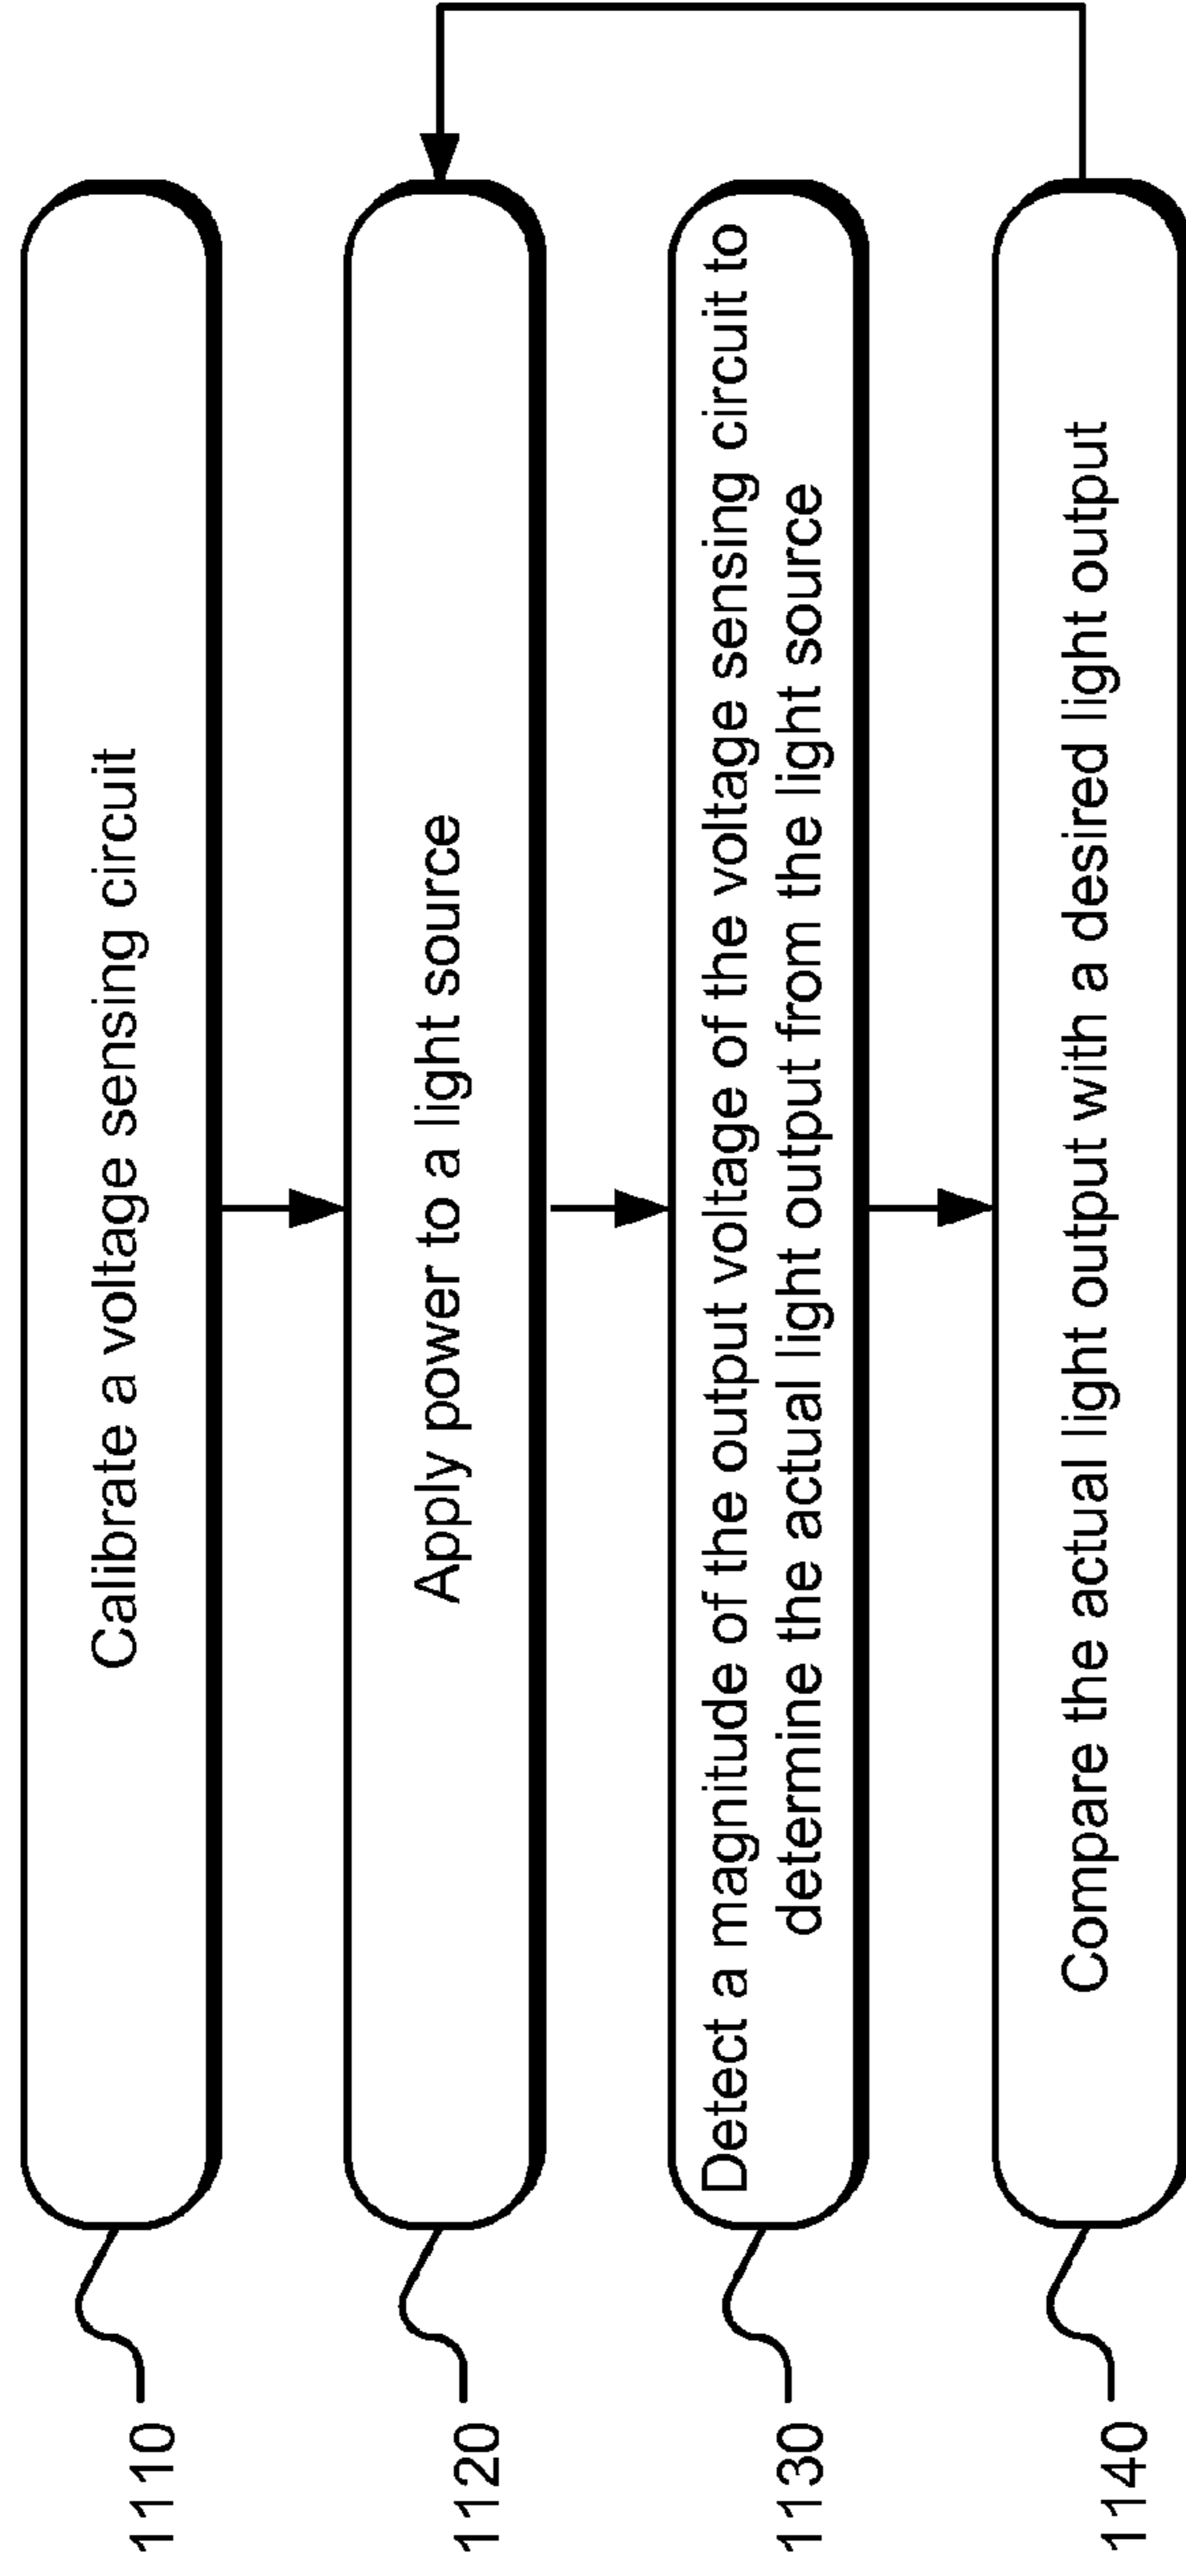 1110
Calibrate a voltage sensing circuit
1120
Apply power to a light source
1130
Detect a magnitude of the output voltage of the voltage sensing circuit to
determine the actual light output from the light source
1140
Compare the actual light output with a desired light output